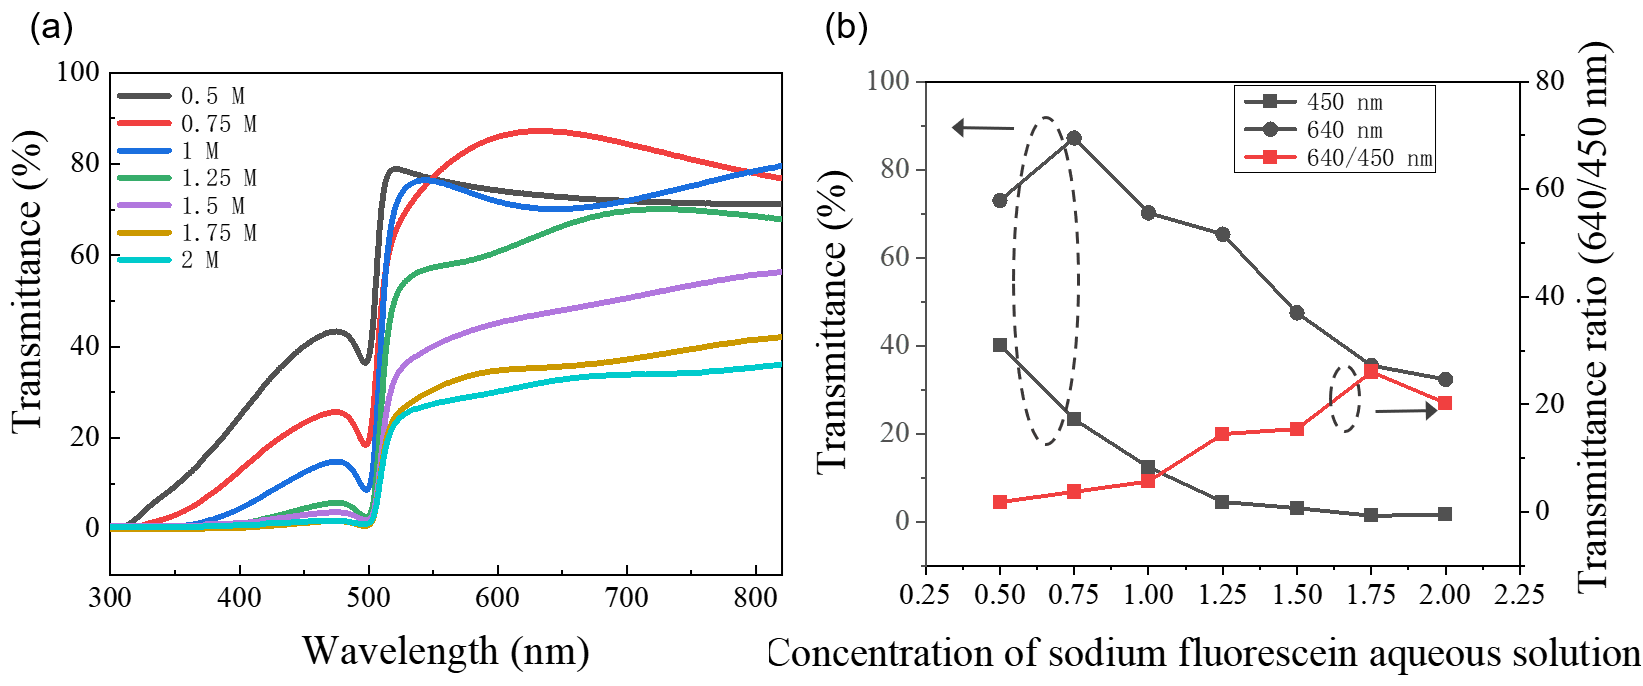 (a)
Transmittance (%)
100
80
60
40
20
0
0.5 M
0.75 M
1 M
1.25 M
1.5 M
1.75 M
2 M
300 400 500 600 700 800
Wavelength (nm)
(b)
Transmittance (%)
100
80
60
40
20
0
450 nm
640 nm
640/450 nm
80
60
40
20
0
Transmittance ratio (640/450 nm)
0.25 0.50 0.75 1.00 1.25 1.50 1.75 2.00 2.25
Concentration of sodium fluorescein aqueous solution